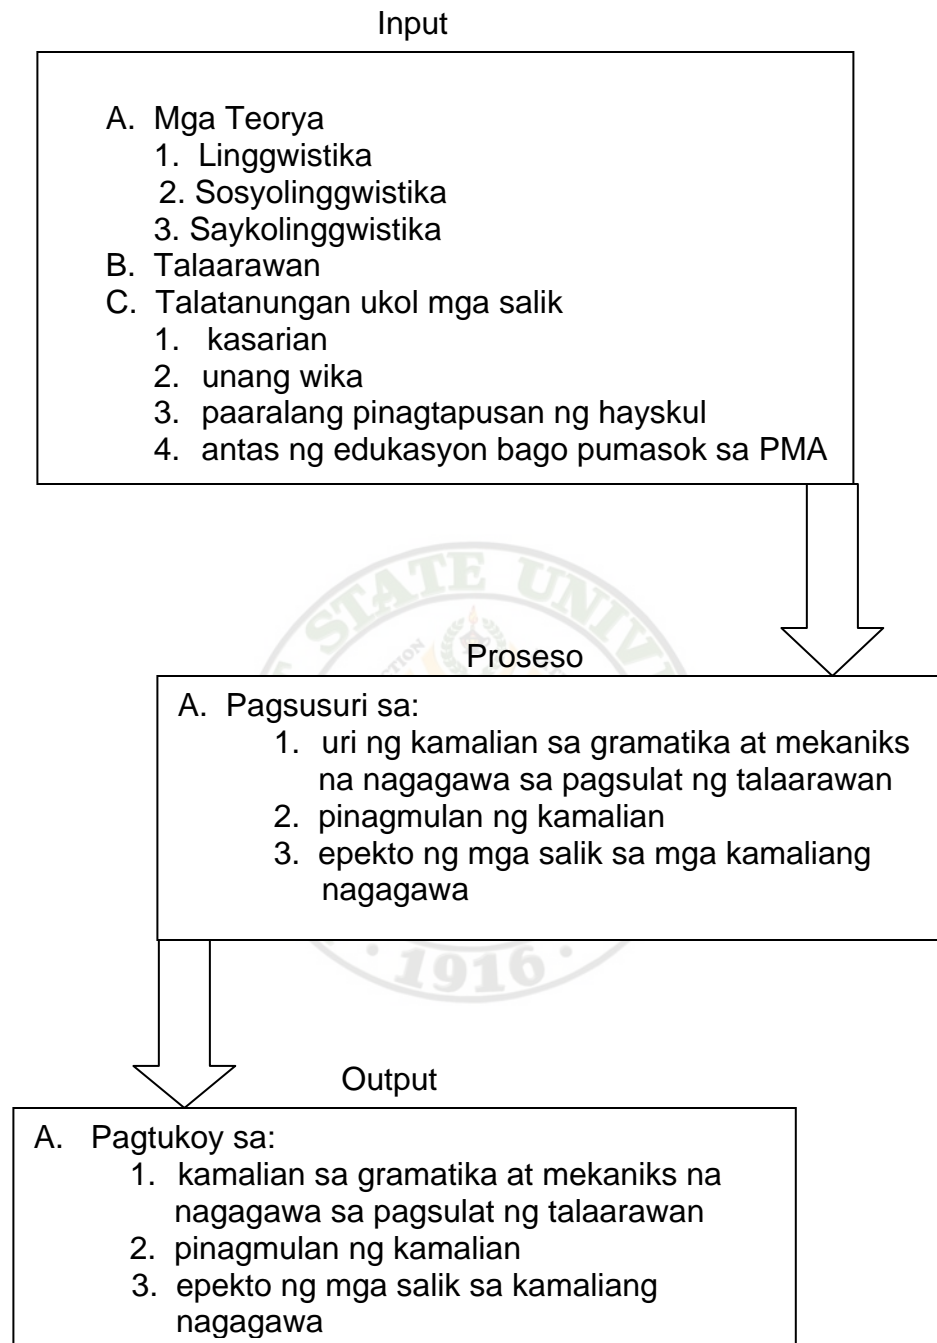 Input
A. Mga Teorya
1. Linggwistika
2. Sosyolinggwistika
3. Saykolinggwistika
B. Talaarawan
C. Talatanungan ukol mga salik
1. kasarian
2. unang wika
3. paaralang pinagtapusan ng hayskul
4. antas ng edukasyon bago pumasok sa PMA
STATE UNIV
Proseso
A. Pagsusuri sa:
1. uri ng kamalian sa gramatika at mekaniks
na nagagawa sa pagsulat ng talaarawan
2. pinagmulan ng kamalian
3. epekto ng mga salik sa mga kamaliang
nagagawa
1916
Output
A. Pagtukoy sa:
1. kamalian sa gramatika at mekaniks na
nagagawa sa pagsulat ng talaarawan
2. pinagmulan ng kamalian
3. epekto ng mga salik sa kamaliang
nagagawa